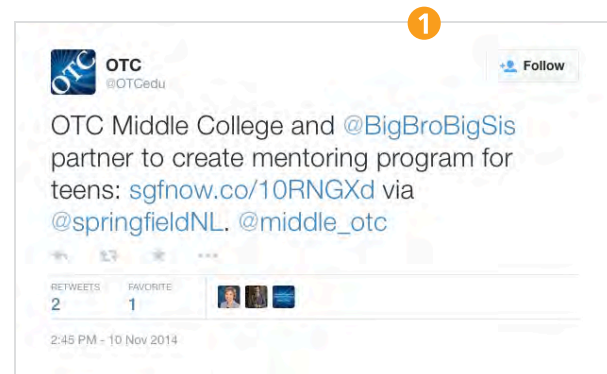 1
OTC
OTC
@OTCedu
Follow
OTC Middle College and @BigBroBigSis
partner to create mentoring program for
teens: sgfnow.co/10RNGXd via
@springfieldNL. @middle_otc
RETWEETS FAVORITE
2 1
2:45 PM - 10 Nov 2014